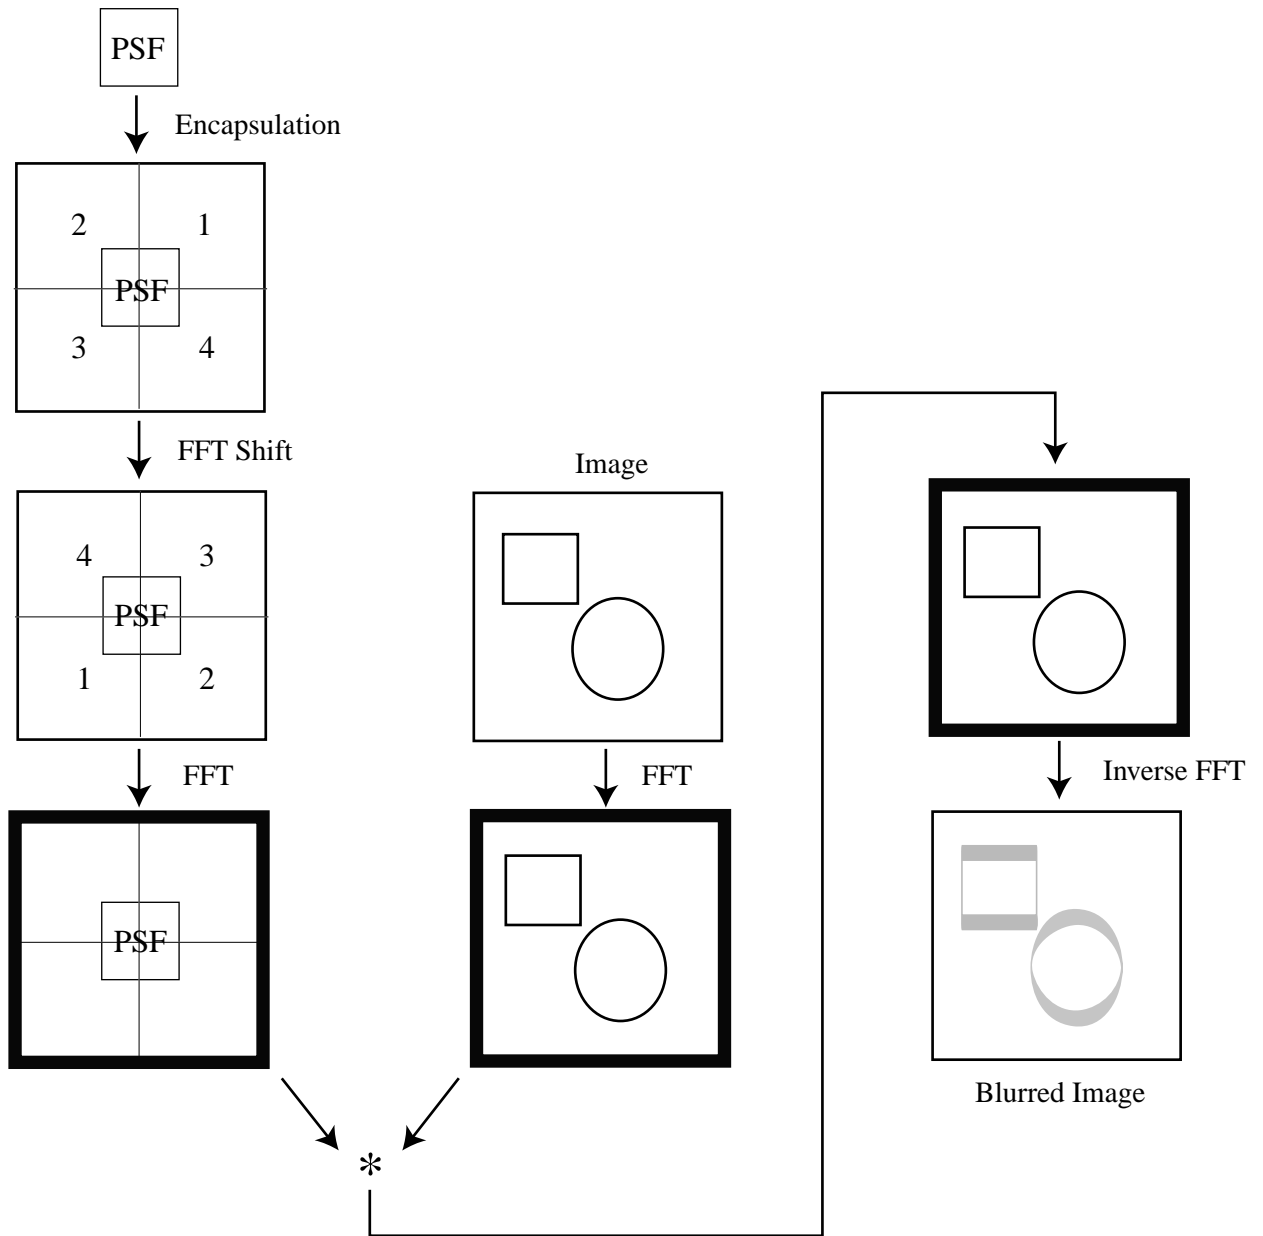 PSF
Encapsulation
2 1
PSF
3 4
FFT Shift
4 3
PSF
1 2
FFT
PSF
Image
FFT
*
Inverse FFT
Blurred Image